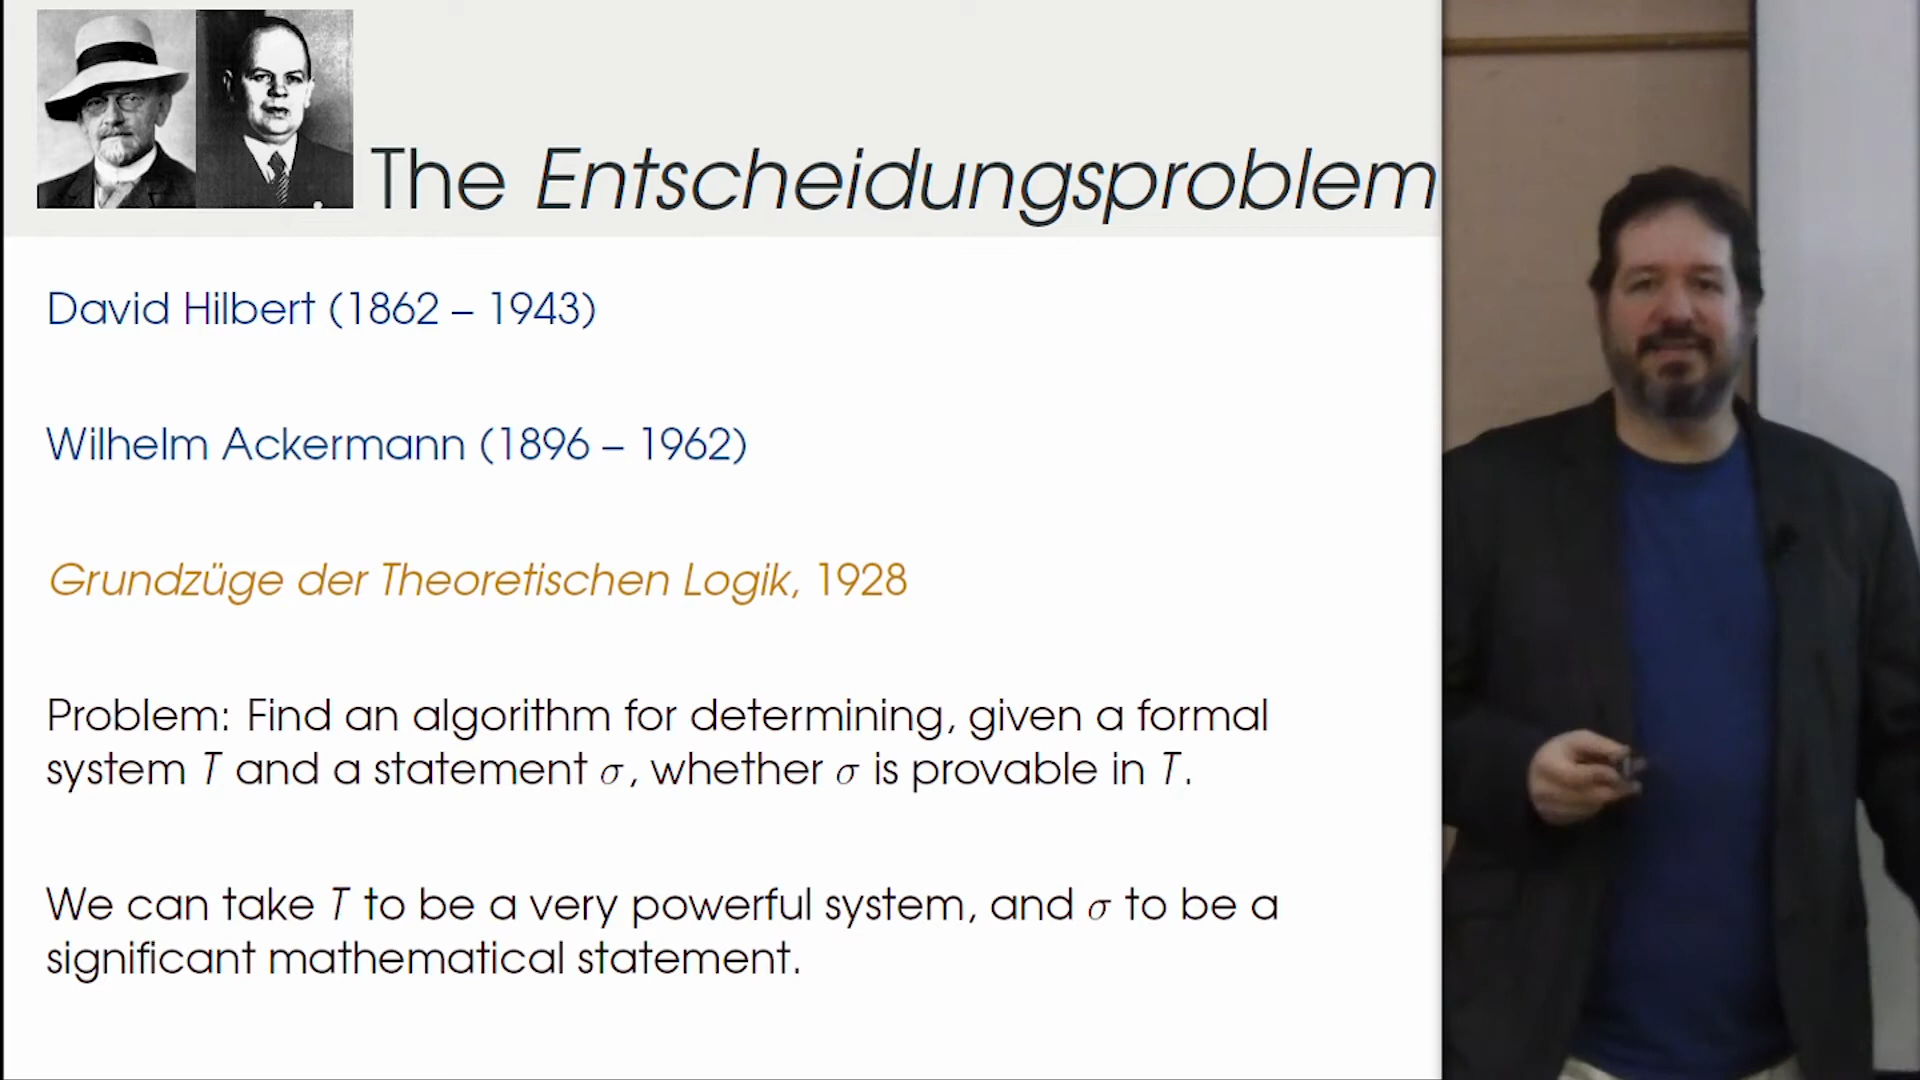 The Entscheidungsproblem
David Hilbert (1862 – 1943)
Wilhelm Ackermann (1896 – 1962)
Grundzüge der Theoretischen Logik, 1928
Problem: Find an algorithm for determining, given a formal
system T and a statement σ, whether σ is provable in T.
We can take T to be a very powerful system, and σ to be a
significant mathematical statement.